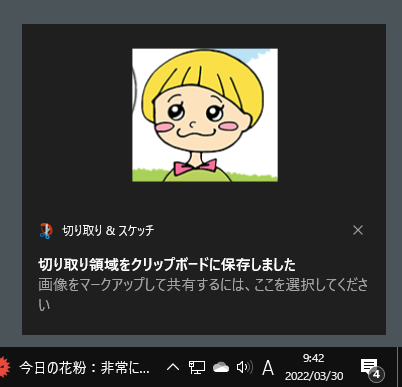 切り取り & スケッチ
切り取り領域をクリップボードに保存しました
画像をマークアップして共有するには、ここを選択してくださ
い
今日の花粉：非常に...
A
9:42
2022/03/30
4